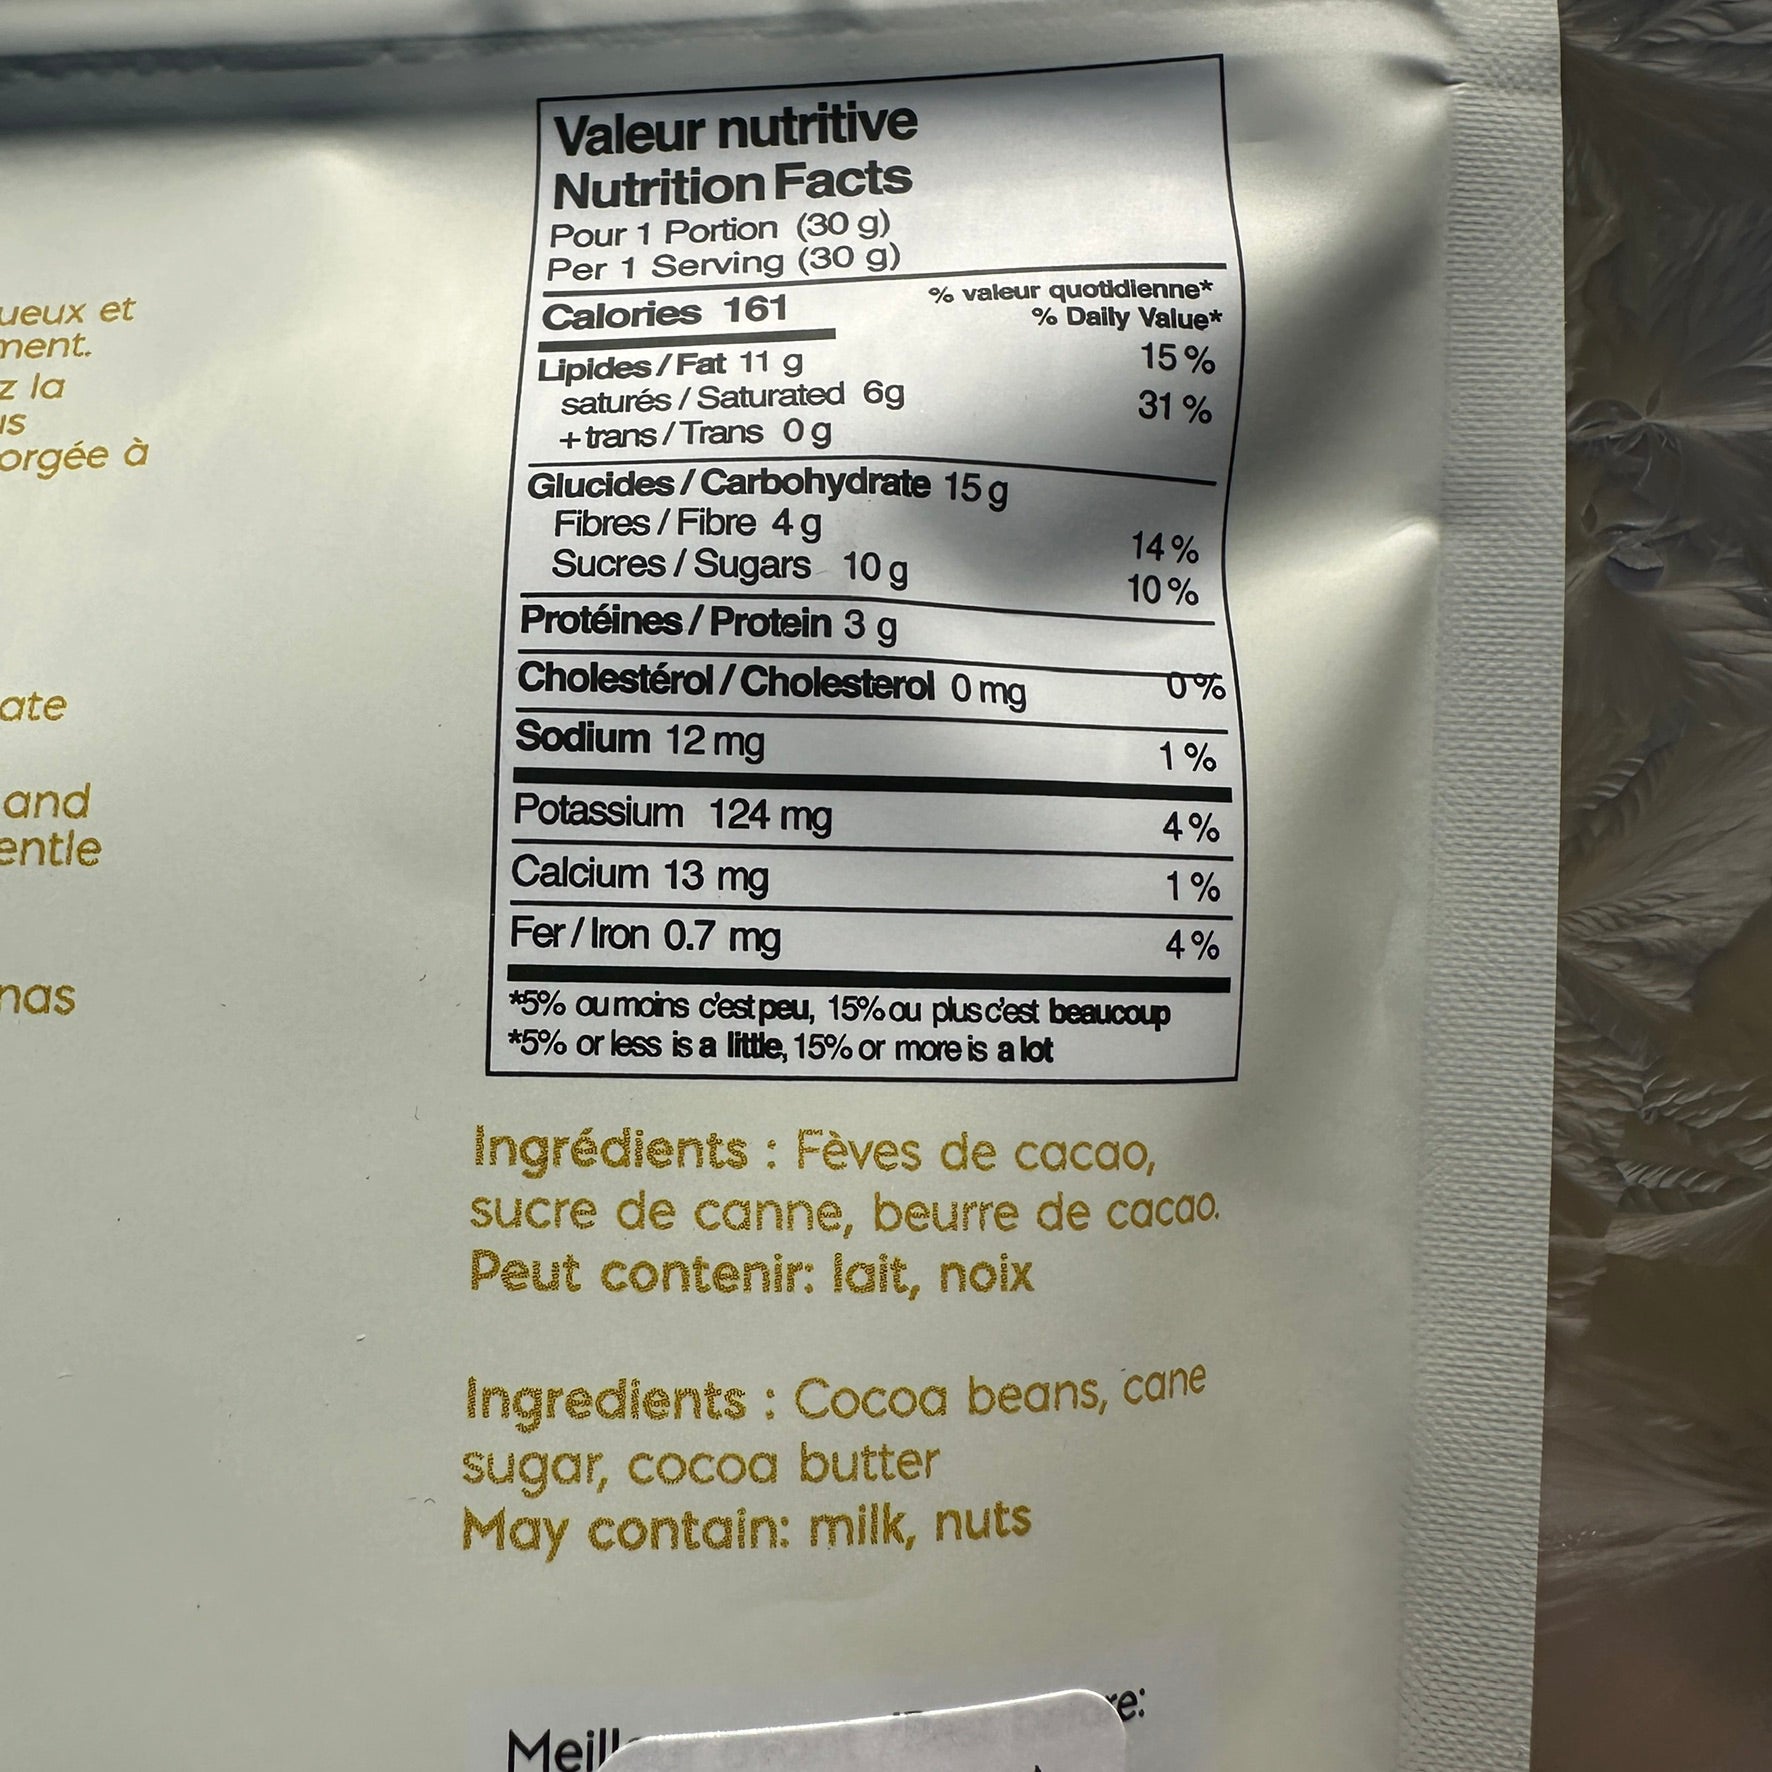 ueux et
ment.
z la
us
orgée à
ate
and
entle
nas
Valeur nutritive
Nutrition Facts
Pour 1 Portion (30 g)
Per 1 Serving (30 g)
Calories 161
% valeur quotidienne*
% Daily Value*
Lipides / Fat 11 g 15 %
saturés / Saturated 6g 31 %
+ trans / Trans 0 g
Glucides / Carbohydrate 15 g
Fibres / Fibre 4 g 14 %
Sucres / Sugars 10 g 10 %
Protéines / Protein 3 g
Cholestérol / Cholesterol 0 mg 0 %
Sodium 12 mg 1 %
Potassium 124 mg 4 %
Calcium 13 mg 1 %
Fer / Iron 0.7 mg 4 %
*5% ou moins c'est peu, 15% ou plus c'est beaucoup
*5% or less is a little, 15% or more is a lot
Ingrédients : Fèves de cacao,
sucre de canne, beurre de cacao.
Peut contenir: lait, noix
Ingredients : Cocoa beans, cane
sugar, cocoa butter
May contain: milk, nuts